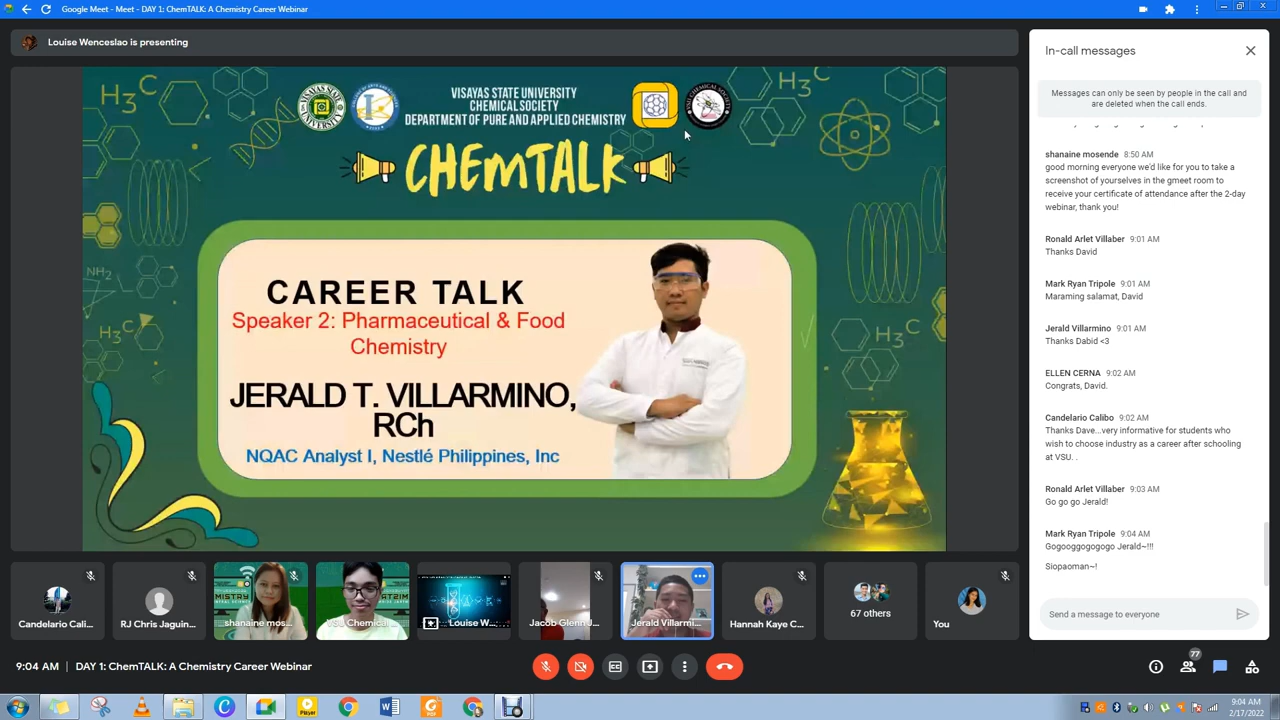 Google Meet - Meet - DAY 1: ChemTALK: A Chemistry Career Webinar
Louise Wenceslao is presenting
H₃C
H₃C
VISAYAS STATE UNIVERSITY
CHEMICAL SOCIETY
DEPARTMENT OF PURE AND APPLIED CHEMISTRY
CHEMTALK
NH₂
H₃C
H₃C
CAREER TALK
Speaker 2: Pharmaceutical & Food
Chemistry
JERALD T. VILLARMINO,
RCh
NQAC Analyst I, Nestlé Philippines, Inc
In-call messages
Messages can only be seen by people in the call and
are deleted when the call ends.
shanaine mosende 8:50 AM
good morning everyone we'd like for you to take a
screenshot of yourselves in the gmeet room to
receive your certificate of attendance after the 2-day
webinar, thank you!
Ronald Arlet Villaber 9:01 AM
Thanks David
Mark Ryan Tripole 9:01 AM
Maraming salamat, David
Jerald Villarmino 9:01 AM
Thanks Dabid <3
ELLEN CERNA 9:02 AM
Congrats, David.
Candelario Calibo 9:02 AM
Thanks Dave...very informative for students who
wish to choose industry as a career after schooling
at VSU. .
Ronald Arlet Villaber 9:03 AM
Go go go Jerald!
Mark Ryan Tripole 9:04 AM
Gogooggogogogo Jerald~!!!
Siopaoman~!
Send a message to everyone
Candelario Cali...
RJ Chris Jaguin...
shanaine mos...
VSU Chemical...
Louise W...
Jacob Glenn J...
Jerald Villarmi...
Hannah Kaye C...
67 others
You
9:04 AM | DAY 1: ChemTALK: A Chemistry Career Webinar
77
9:04 AM
2/17/2022